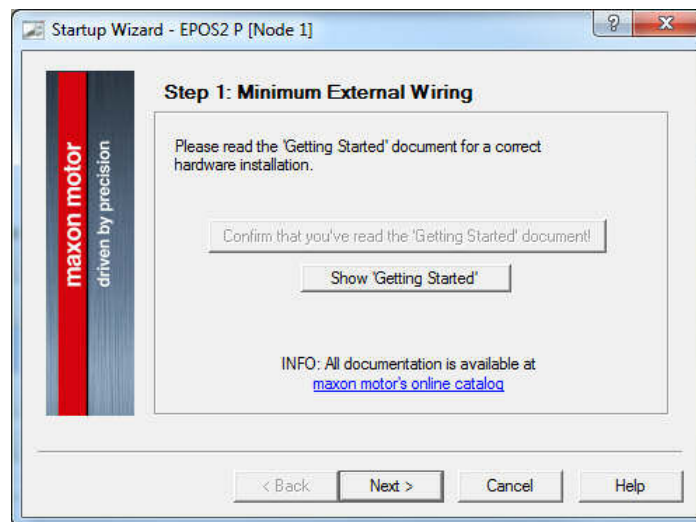 Startup Wizard - EPOS2 P [Node 1]
Step 1: Minimum External Wiring
maxon motor
driven by precision
Please read the 'Getting Started' document for a correct
hardware installation.
Confirm that you've read the 'Getting Started' document!
Show 'Getting Started'
INFO: All documentation is available at
maxon motor's online catalog
< Back
Next >
Cancel
Help